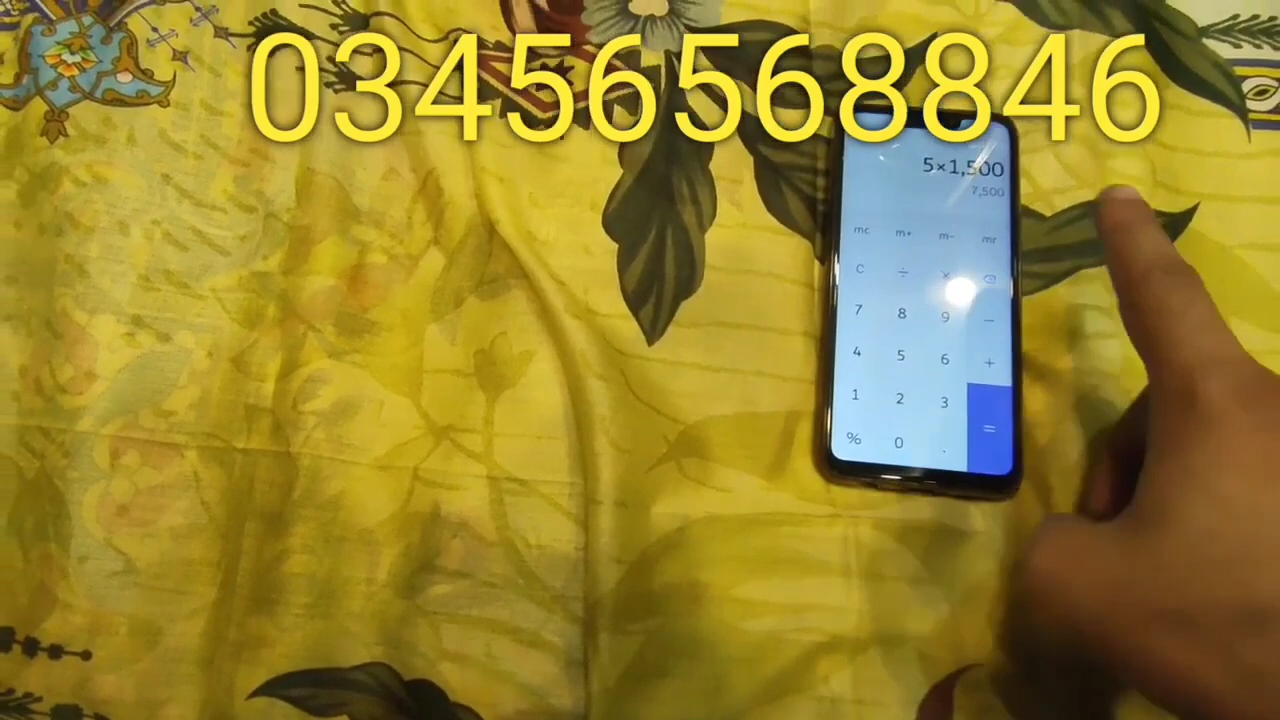 03456568846
5×1,500
7,500
mc m+ m− mr
C ÷ ×
7 8 9 −
4 5 6 +
1 2 3
% 0 . =